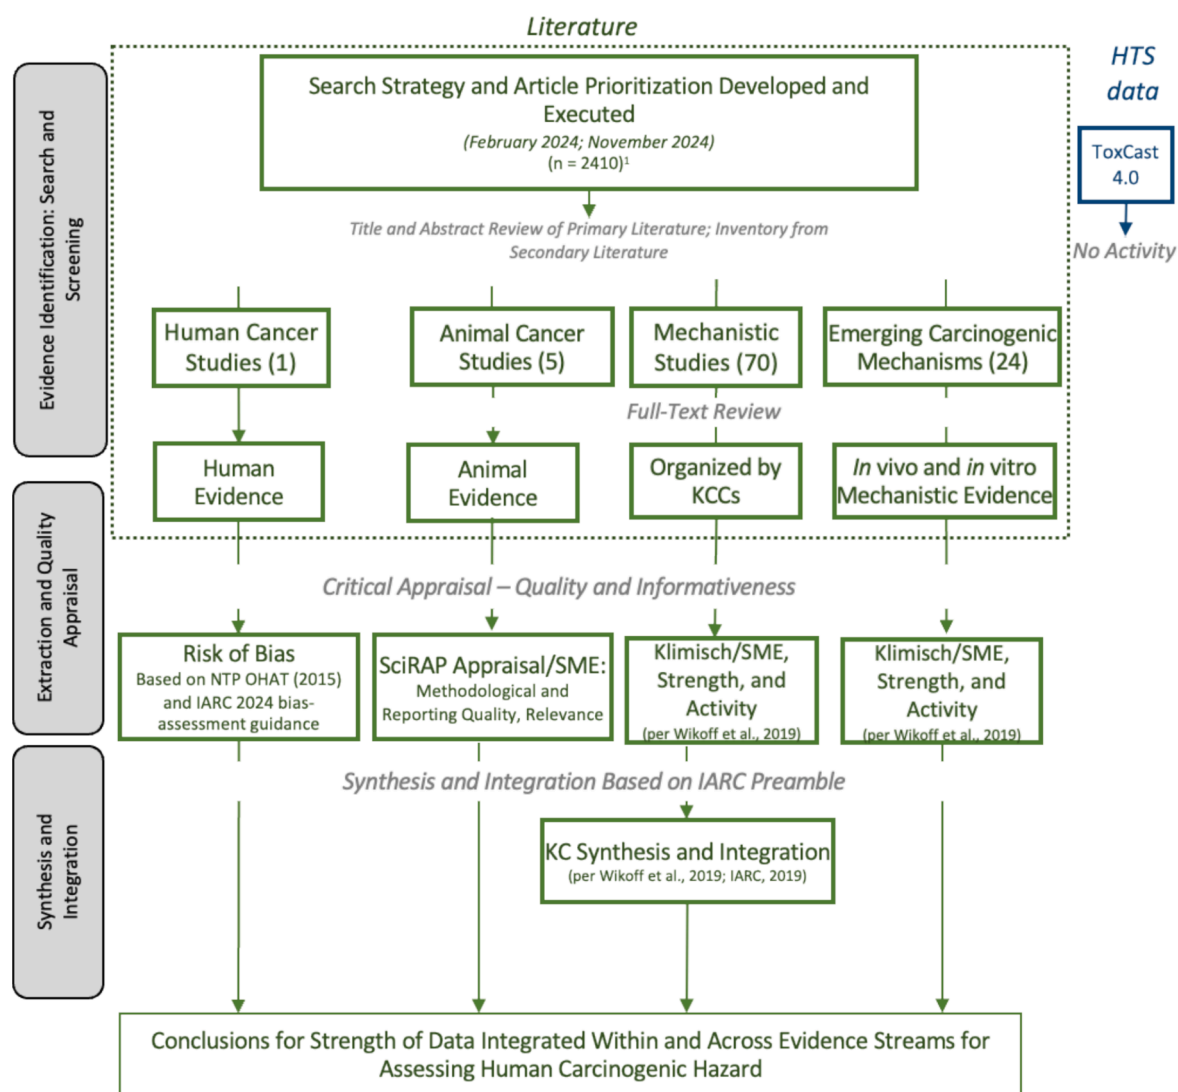 Literature
HTS
data
Search Strategy and Article Prioritization Developed and
Executed
(February 2024; November 2024)
(n = 2410)¹
ToxCast
4.0
No Activity
Evidence Identification: Search and
Screening
Title and Abstract Review of Primary Literature; Inventory from
Secondary Literature
Human Cancer
Studies (1)
Animal Cancer
Studies (5)
Mechanistic
Studies (70)
Emerging Carcinogenic
Mechanisms (24)
Full-Text Review
Human
Evidence
Animal
Evidence
Organized by
KCCs
In vivo and in vitro
Mechanistic Evidence
Extraction and Quality
Appraisal
Critical Appraisal – Quality and Informativeness
Risk of Bias
Based on NTP OHAT (2015)
and IARC 2024 bias-
assessment guidance
SciRAP Appraisal/SME:
Methodological and
Reporting Quality, Relevance
Klimisch/SME,
Strength, and
Activity
(per Wikoff et al., 2019)
Klimisch/SME,
Strength, and
Activity
(per Wikoff et al., 2019)
Synthesis and
Integration
Synthesis and Integration Based on IARC Preamble
KC Synthesis and Integration
(per Wikoff et al., 2019; IARC, 2019)
Conclusions for Strength of Data Integrated Within and Across Evidence Streams for
Assessing Human Carcinogenic Hazard